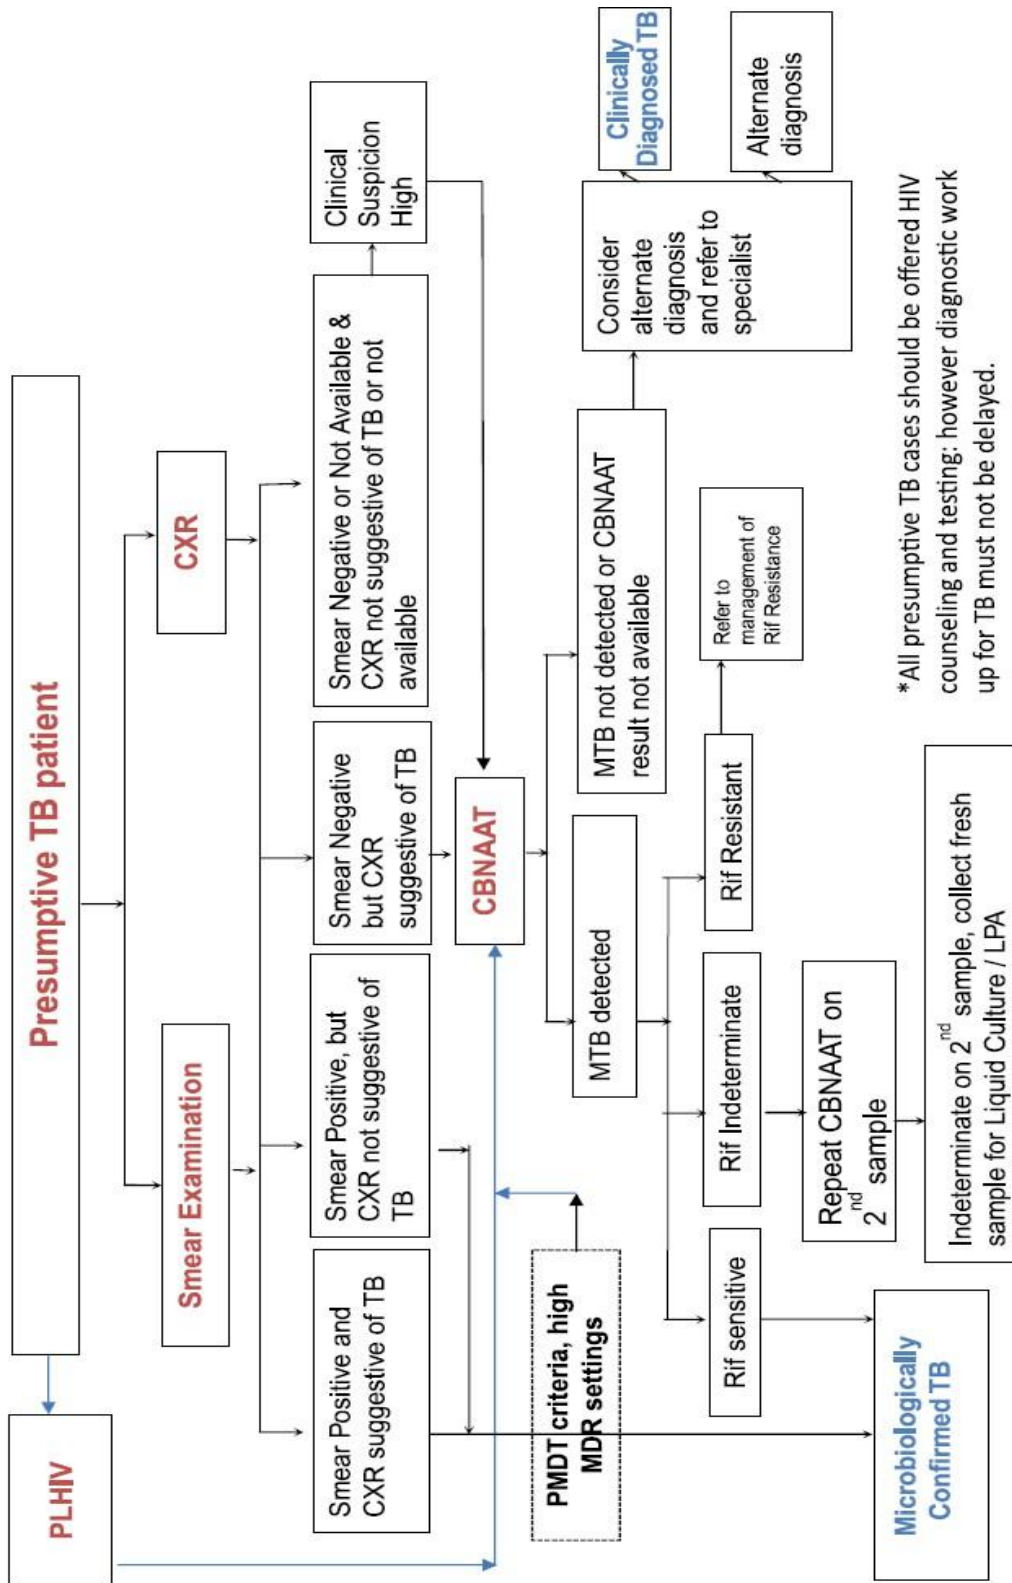 Presumptive TB patient
PLHIV
Smear Examination
CXR
Smear Positive and
CXR suggestive of TB
Smear Positive, but
CXR not suggestive of
TB
Smear Negative
but CXR
suggestive of TB
Smear Negative or Not Available &
CXR not suggestive of TB or not
available
Clinical
Suspicion
High
PMDT criteria, high
MDR settings
CBNAAT
MTB detected
MTB not detected or CBNAAT
result not available
Consider
alternate
diagnosis
and refer to
specialist
Clinically
Diagnosed TB
Alternate
diagnosis
Rif sensitive
Rif Indeterminate
Rif Resistant
Refer to
management of
Rif Resistance
Repeat CBNAAT on
2nd sample
Microbiologically
Confirmed TB
Indeterminate on 2nd sample, collect fresh
sample for Liquid Culture / LPA
*All presumptive TB cases should be offered HIV
counseling and testing: however diagnostic work
up for TB must not be delayed.